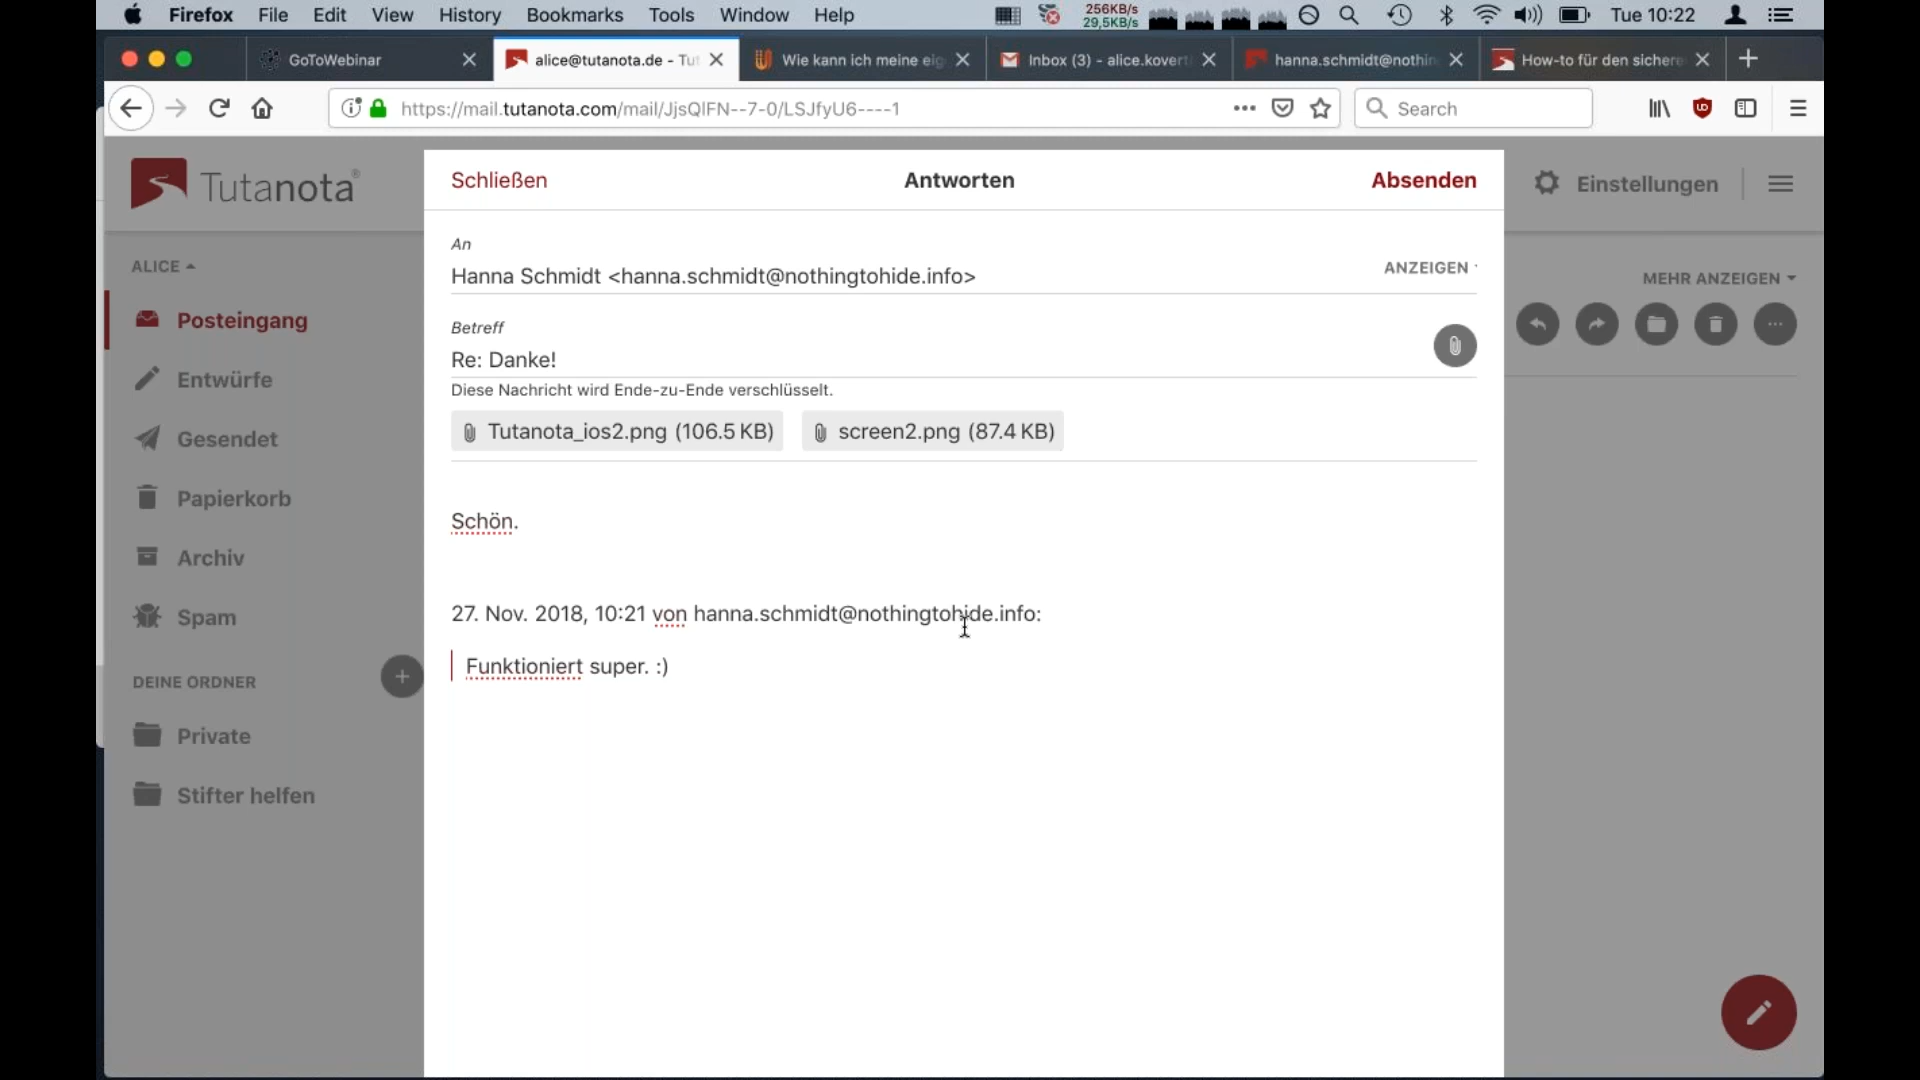 Firefox File Edit View History Bookmarks Tools Window Help 256KB/s 29,5KB/s Tue 10:22
GoToWebinar alice@tutanota.de - Tut Wie kann ich meine eig Inbox (3) - alice.kovert hanna.schmidt@nothin How-to für den sichere
https://mail.tutanota.com/mail/JjsQlFN--7-0/LSJfyU6----1 Search
Tutanota
Schließen Antworten Absenden
Einstellungen
ALICE
Posteingang
Entwürfe
Gesendet
Papierkorb
Archiv
Spam
DEINE ORDNER
Private
Stifter helfen
An
Hanna Schmidt <hanna.schmidt@nothingtohide.info>
ANZEIGEN
Betreff
Re: Danke!
Diese Nachricht wird Ende-zu-Ende verschlüsselt.
Tutanota_ios2.png (106.5 KB) screen2.png (87.4 KB)
Schön.
27. Nov. 2018, 10:21 von hanna.schmidt@nothingtohide.info:
Funktioniert super. :)
MEHR ANZEIGEN